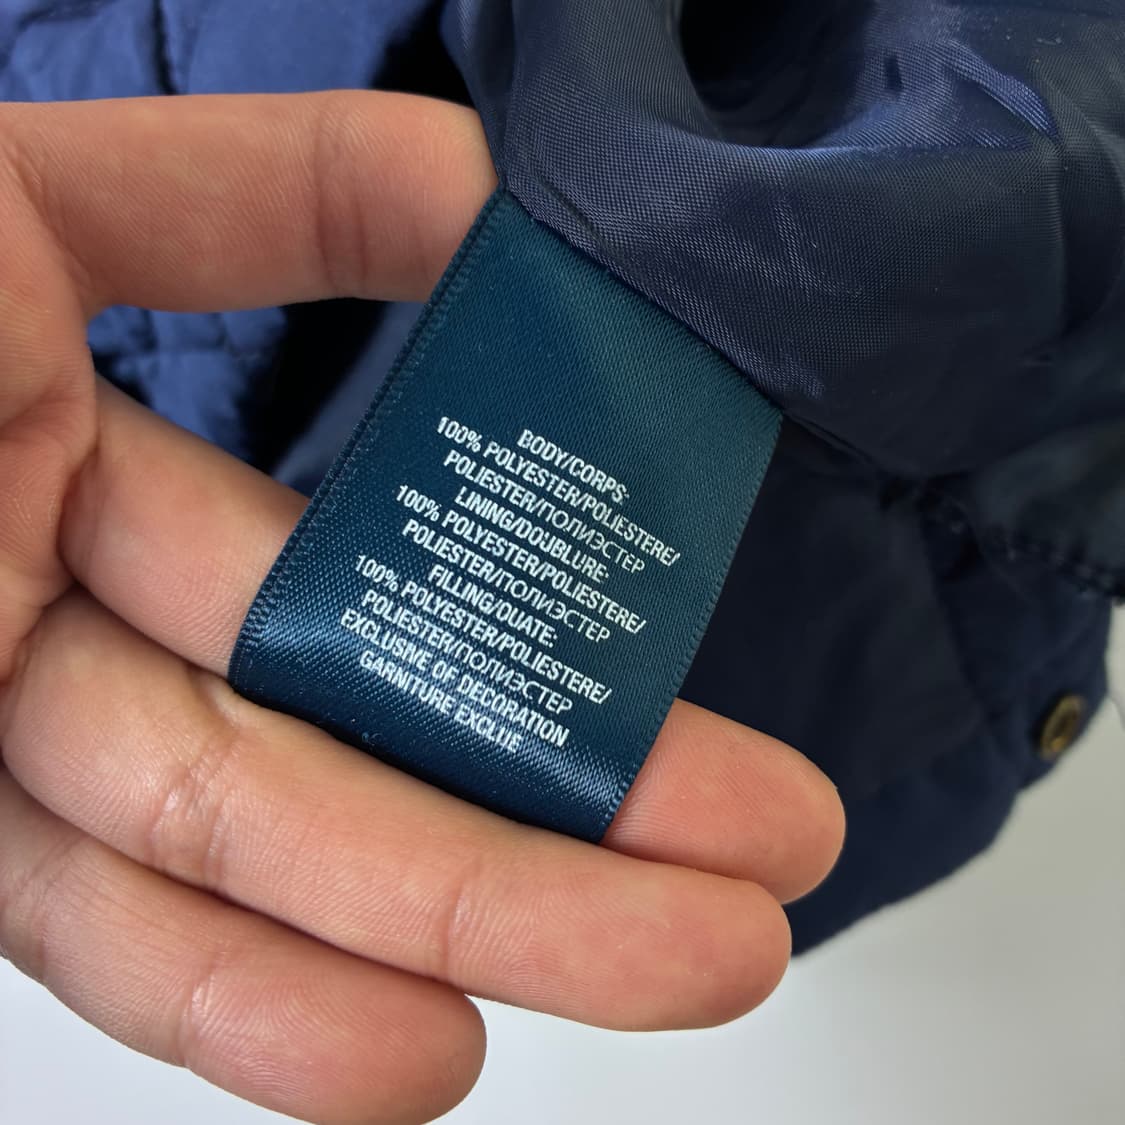 BODY/CORPS:
100% POLYESTER/POLIESTERE/
POLIESTER/ПОЛИЭСТЕР
LINING/DOUBLURE:
100% POLYESTER/POLIESTERE/
POLIESTER/ПОЛИЭСТЕР
FILLING/OUATE:
100% POLYESTER/POLIESTERE/
POLIESTER/ПОЛИЭСТЕР
EXCLUSIVE OF DECORATION
GARNITURE EXCLUE